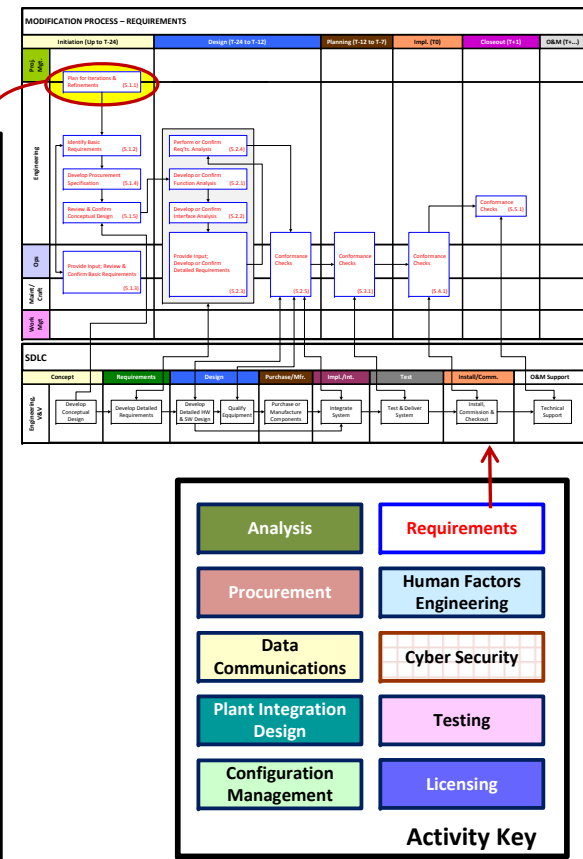 MODIFICATION PROCESS – REQUIREMENTS
Initiation (Up to T-24)
Design (T-24 to T-12)
Planning (T-12 to T-7)
Impl. (T0)
Closeout (T+1)
O&M (T+…)
Proj. Mgt.
Plan for Iterations &
Refinements
(5.1.1)
Engineering
Identify Basic
Requirements
(5.1.2)
Develop Procurement
Specification
(5.1.4)
Review & Confirm
Conceptual Design
(5.1.5)
Perform or Confirm
Req'ts. Analysis
(5.2.4)
Develop or Confirm
Function Analysis
(5.2.1)
Develop or Confirm
Interface Analysis
(5.2.2)
Conformance
Checks
(5.5.1)
Ops
Maint/
Craft
Work
Mgt
Provide Input, Review &
Confirm Basic Requirements
(5.1.3)
Provide Input;
Develop or Confirm
Detailed Requirements
(5.2.3)
Conformance
Checks
(5.2.5)
Conformance
Checks
(5.3.1)
Conformance
Checks
(5.4.1)
SDLC
Concept
Requirements
Design
Purchase/Mfr.
Impl./Int.
Test
Install/Comm.
O&M Support
Engineering,
V&V
Develop
Conceptual
Design
Develop Detailed
Requirements
Develop
Detailed HW
& SW Design
Qualify
Equipment
Purchase or
Manufacture
Components
Integrate
System
Test & Deliver
System
Install,
Commission &
Checkout
Technical
Support
Analysis
Requirements
Procurement
Human Factors
Engineering
Data
Communications
Cyber Security
Plant Integration
Design
Testing
Configuration
Management
Licensing
Activity Key